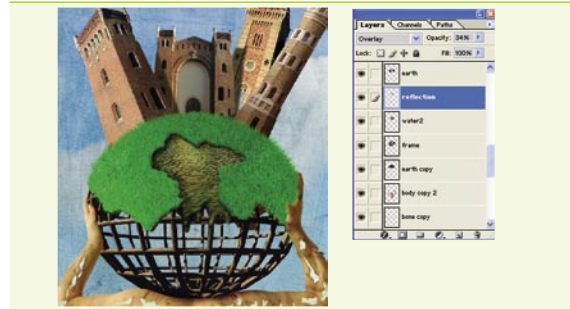 Layers Channels Paths
Overlay Opacity: 34%
Lock: Fill: 100%
earth
reflection
water2
frame
earth copy
body copy 2
bone copy